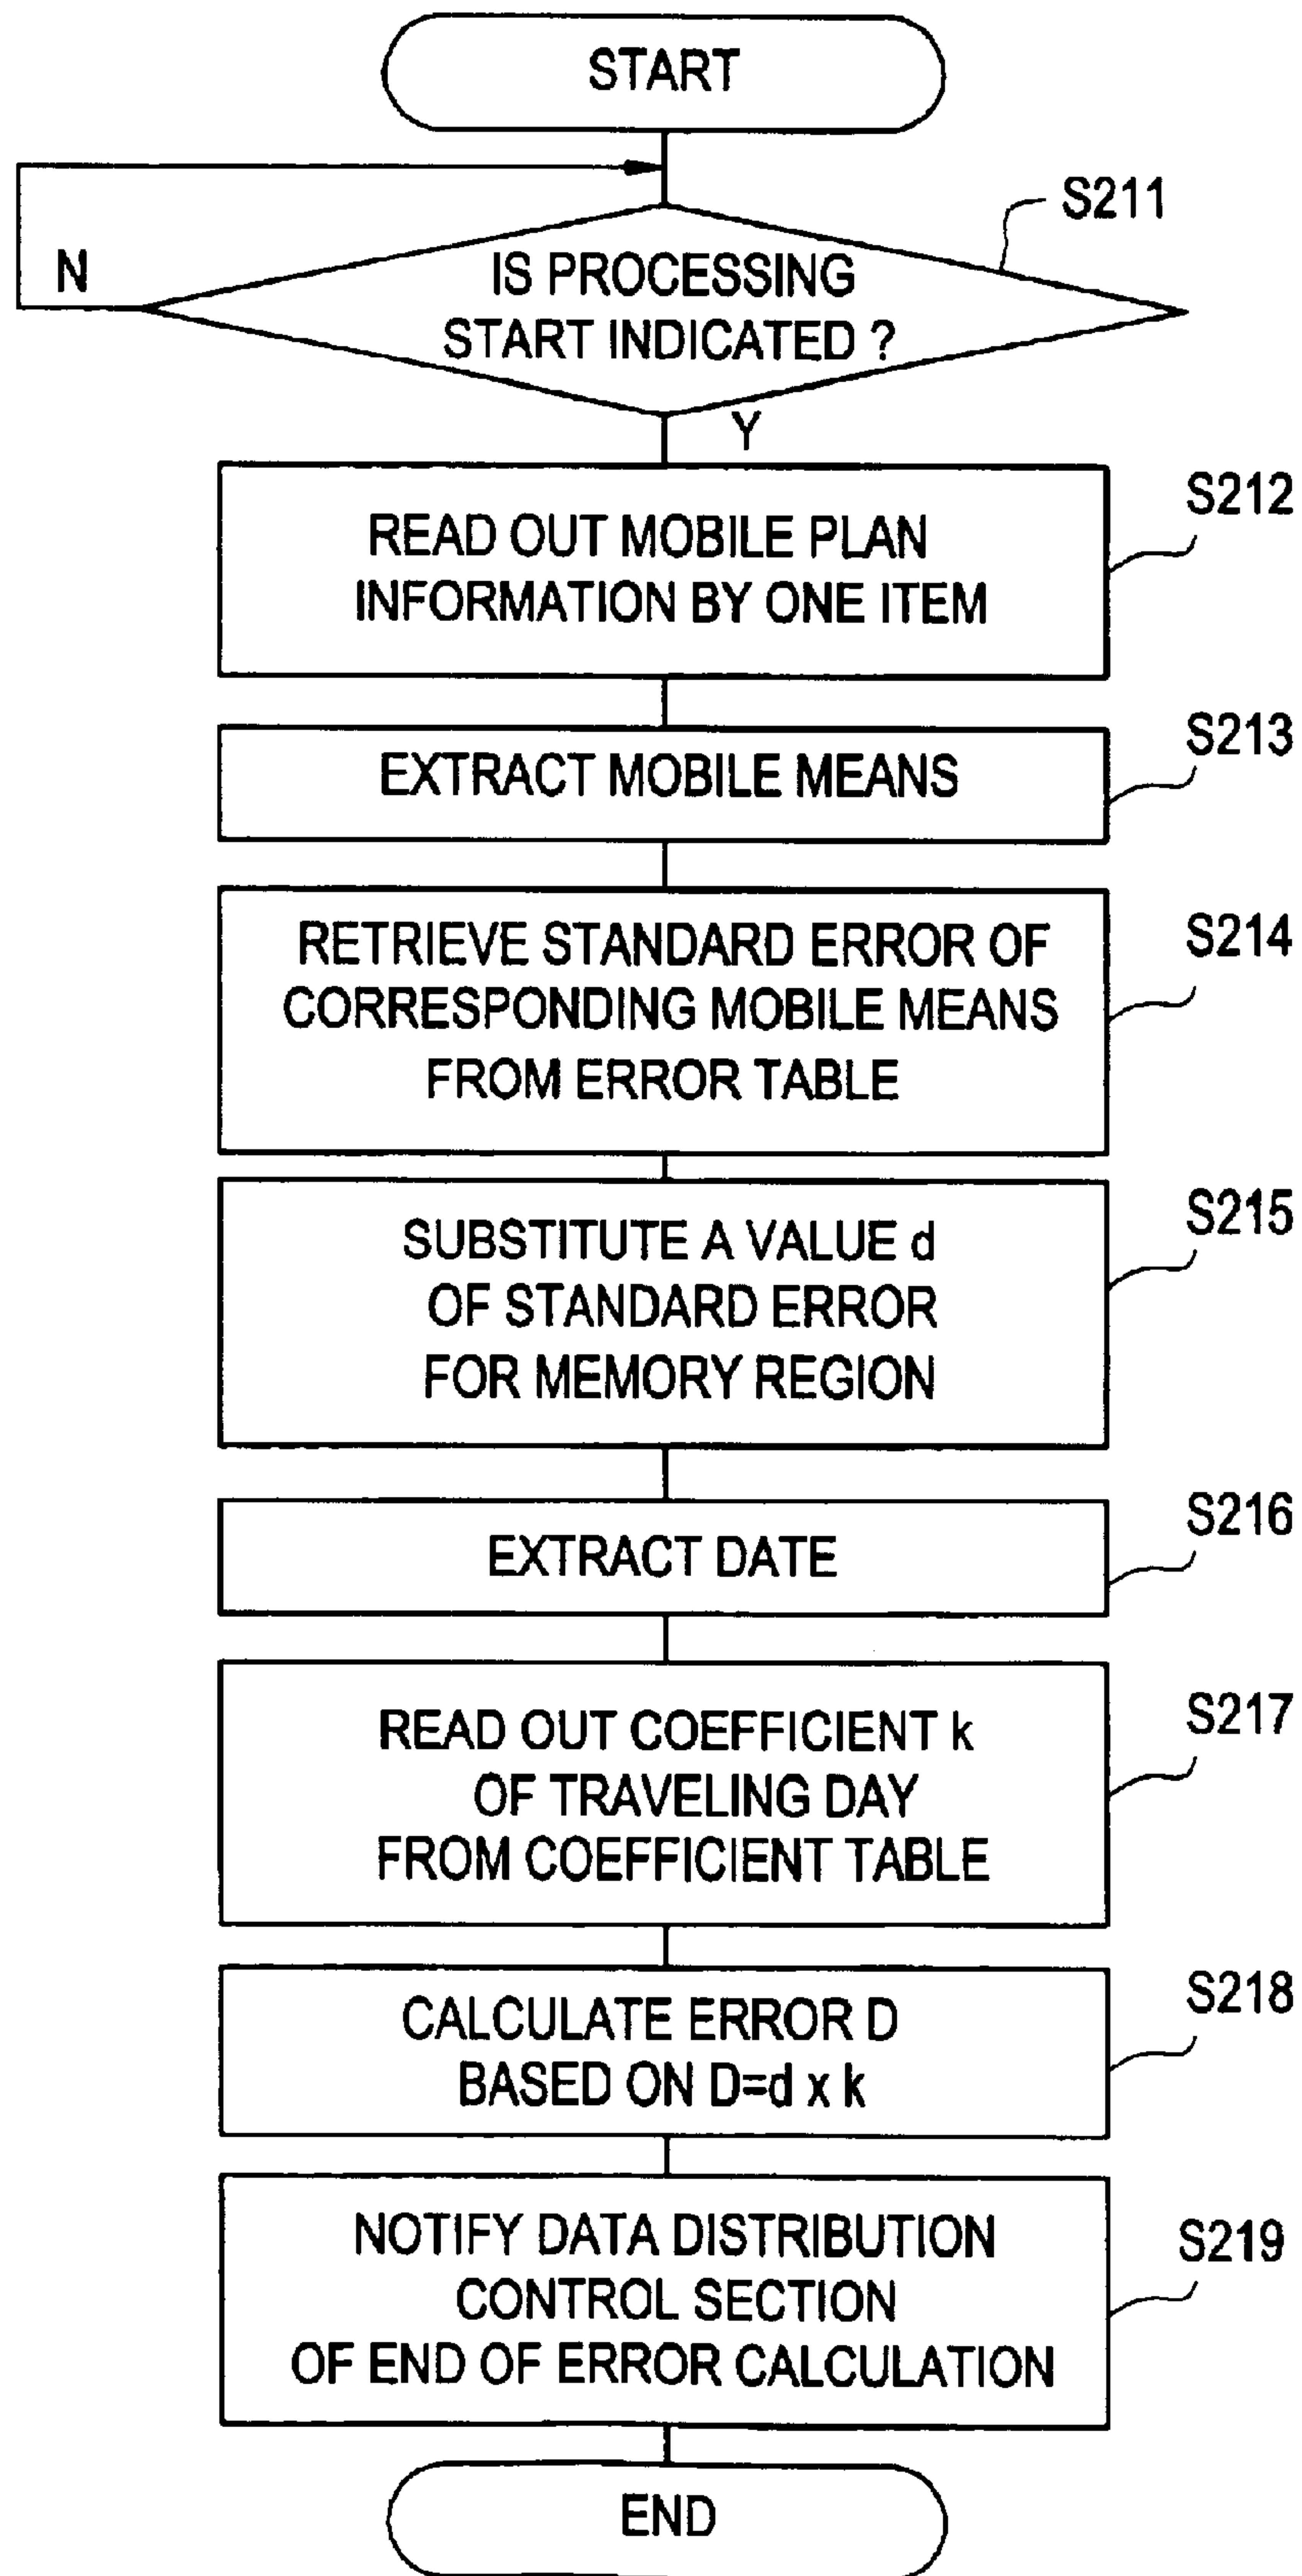 START
S211
N
IS PROCESSING
START INDICATED ?
Y
S212
READ OUT MOBILE PLAN
INFORMATION BY ONE ITEM
S213
EXTRACT MOBILE MEANS
S214
RETRIEVE STANDARD ERROR OF
CORRESPONDING MOBILE MEANS
FROM ERROR TABLE
S215
SUBSTITUTE A VALUE d
OF STANDARD ERROR
FOR MEMORY REGION
S216
EXTRACT DATE
S217
READ OUT COEFFICIENT k
OF TRAVELING DAY
FROM COEFFICIENT TABLE
S218
CALCULATE ERROR D
BASED ON D=d x k
S219
NOTIFY DATA DISTRIBUTION
CONTROL SECTION
OF END OF ERROR CALCULATION
END